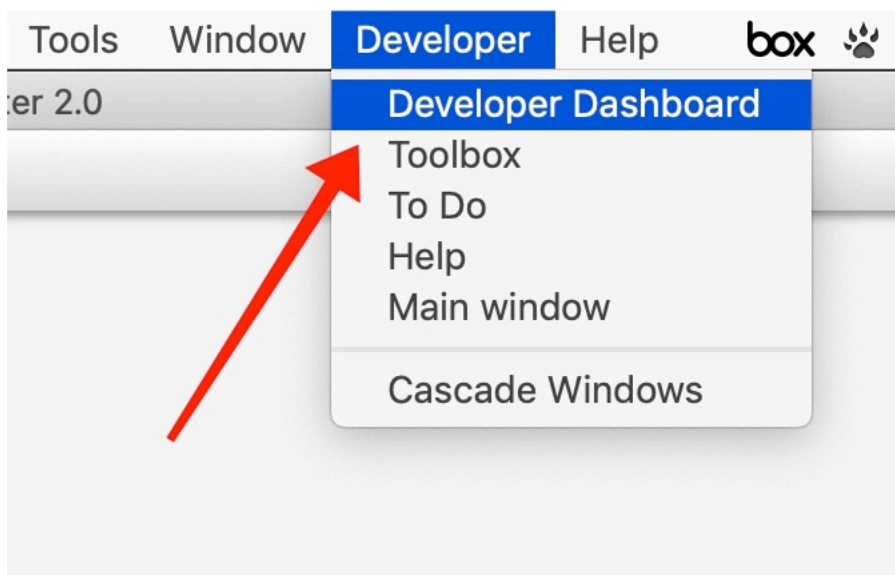 Tools Window Developer Help box
ter 2.0
Developer Dashboard
Toolbox
To Do
Help
Main window
Cascade Windows